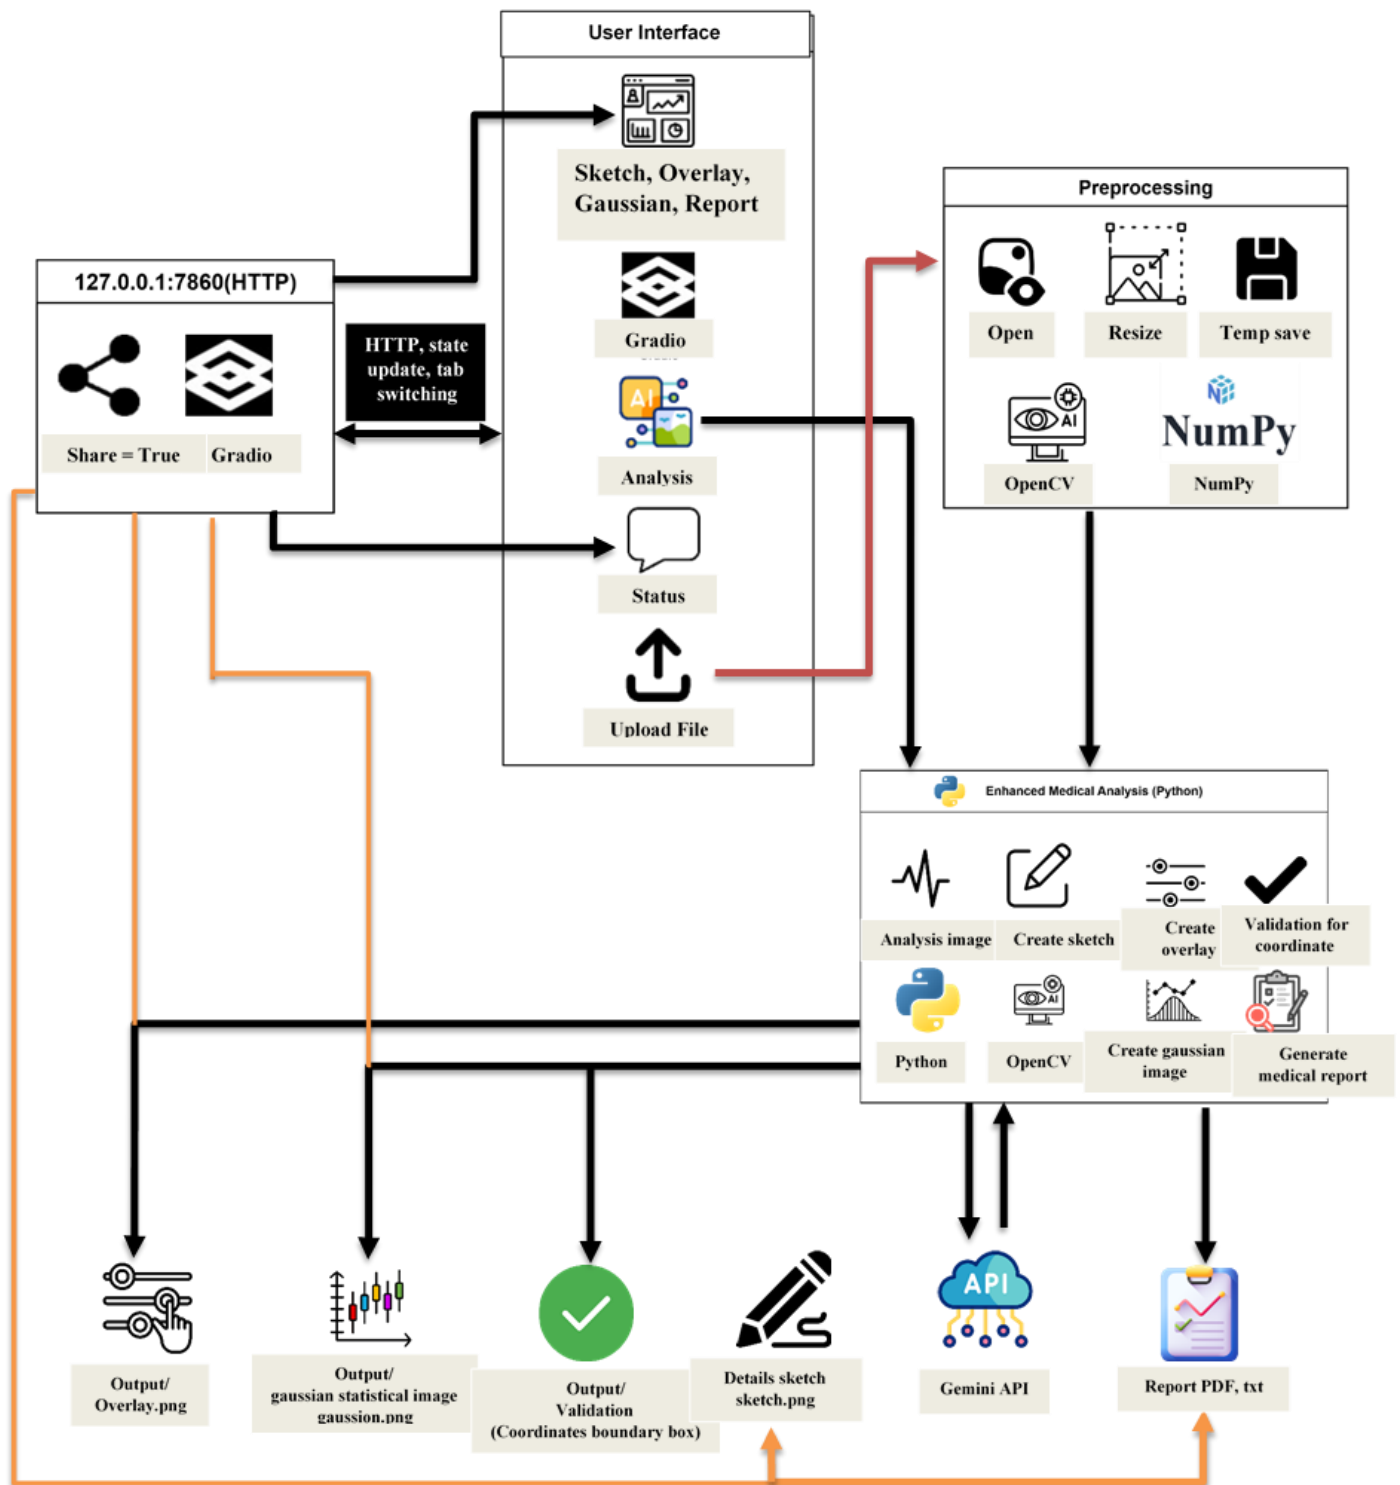 User Interface
Sketch, Overlay,
Gaussian, Report
Gradio
AI
Analysis
Status
Upload File
127.0.0.1:7860(HTTP)
Share = True
Gradio
HTTP, state
update, tab
switching
Preprocessing
Open
Resize
Temp save
AI
OpenCV
NumPy
NumPy
Enhanced Medical Analysis (Python)
Analysis image
Create sketch
Create
overlay
Validation for
coordinate
Python
AI
OpenCV
Create gaussian
image
Generate
medical report
Output/
Overlay.png
Output/
gaussian statistical image
gaussion.png
Output/
Validation
(Coordinates boundary box)
Details sketch
sketch.png
API
Gemini API
Report PDF, txt